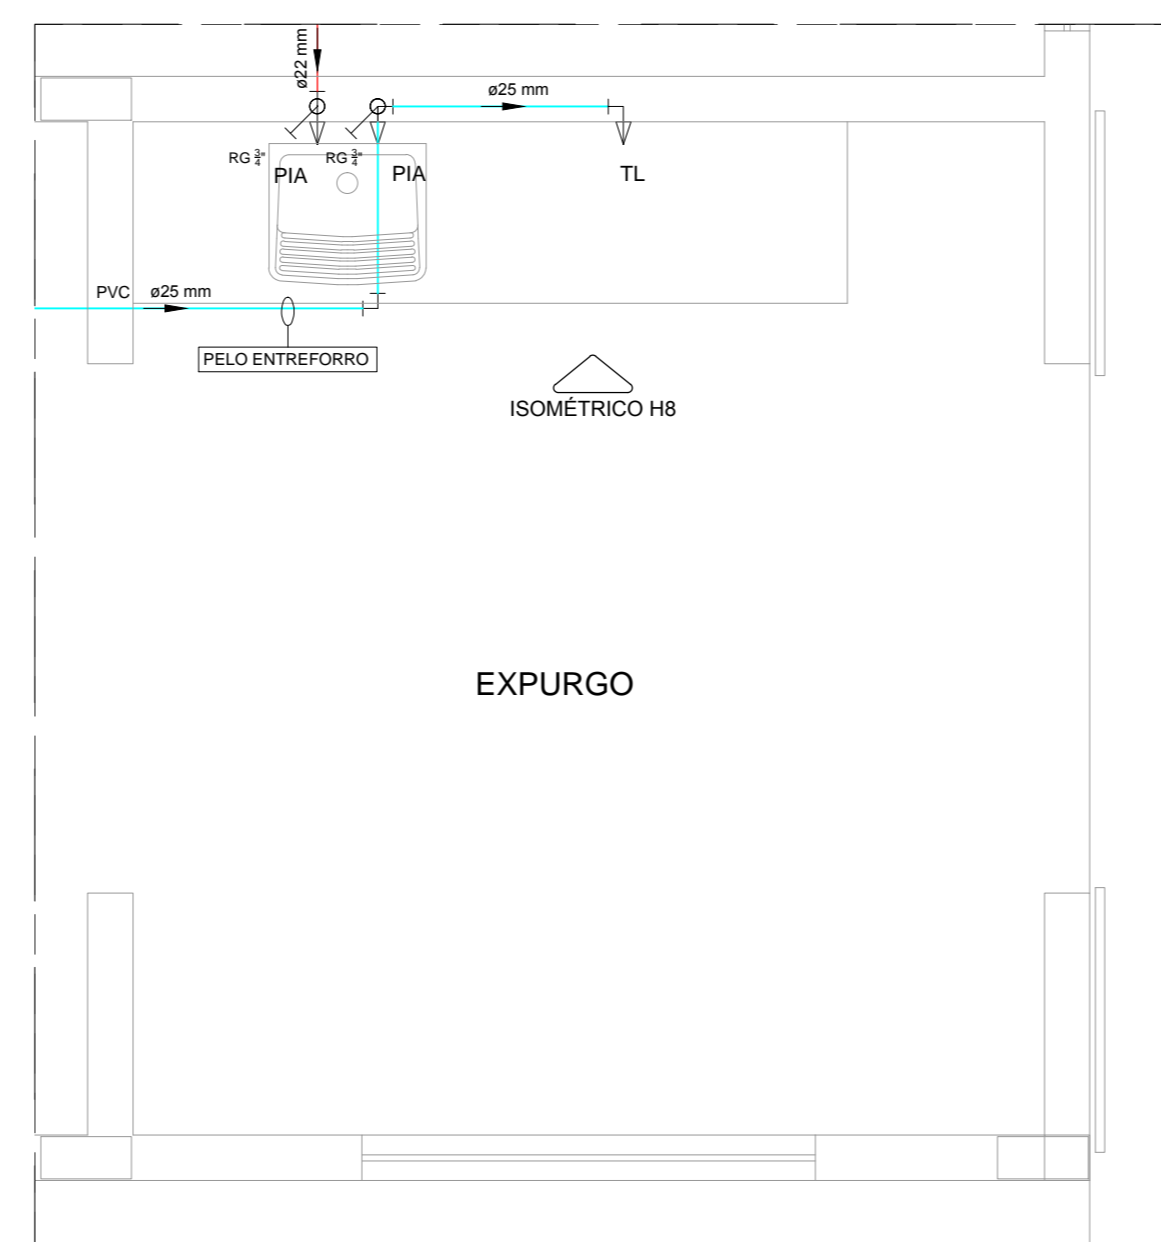 ø22 mm
ø25 mm
RG 3/4"
PIA
RG 3/4"
PIA
TL
PVC
ø25 mm
PELO ENTREFORRO
ISOMÉTRICO H8
EXPURGO